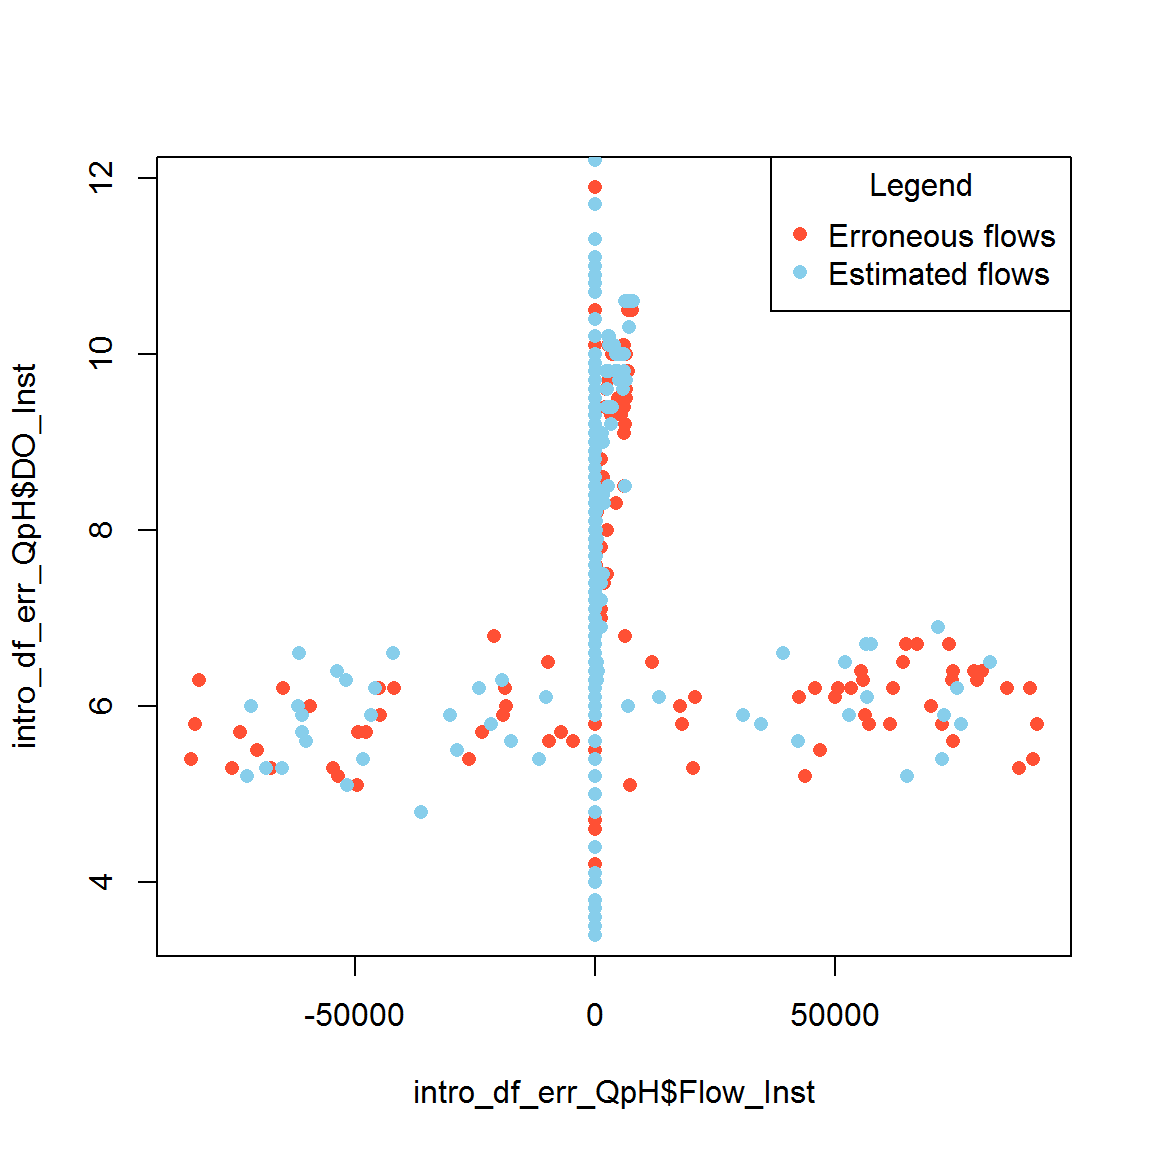 Legend
Erroneous flows
Estimated flows
12
10
8
6
4
intro_df_err_QpH$DO_Inst
-50000
0
50000
intro_df_err_QpH$Flow_Inst